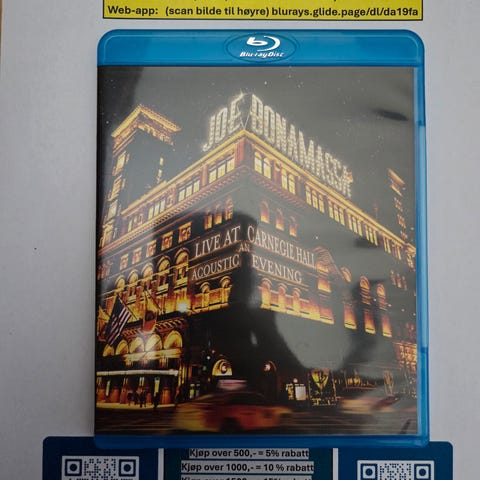 Web-app: (scan bilde til høyre) blurays.glide.page/dl/da19fa
Blu-ray Disc
JOE BONAMASSA
LIVE AT CARNEGIE HALL
AN
ACOUSTIC EVENING
Kjøp over 500,- = 5% rabatt
Kjøp over 1000,- = 10 % rabatt